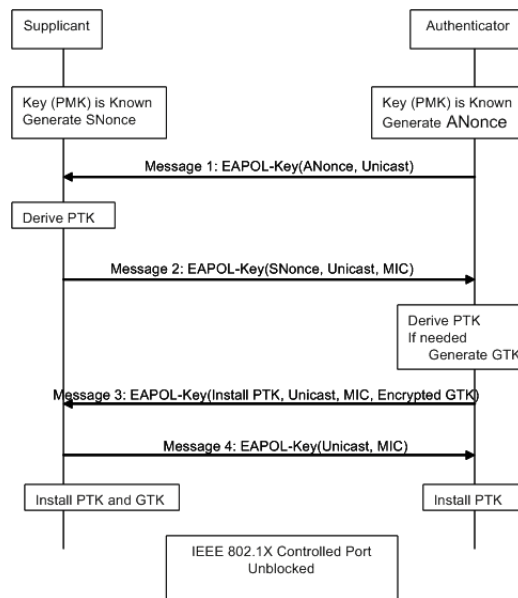 Supplicant
Authenticator
Key (PMK) is Known
Generate SNonce
Key (PMK) is Known
Generate ANonce
Message 1: EAPOL-Key(ANonce, Unicast)
Derive PTK
Message 2: EAPOL-Key(SNonce, Unicast, MIC)
Derive PTK
If needed
Generate GTK
Message 3: EAPOL-Key(Install PTK, Unicast, MIC, Encrypted GTK)
Message 4: EAPOL-Key(Unicast, MIC)
Install PTK and GTK
Install PTK
IEEE 802.1X Controlled Port
Unblocked